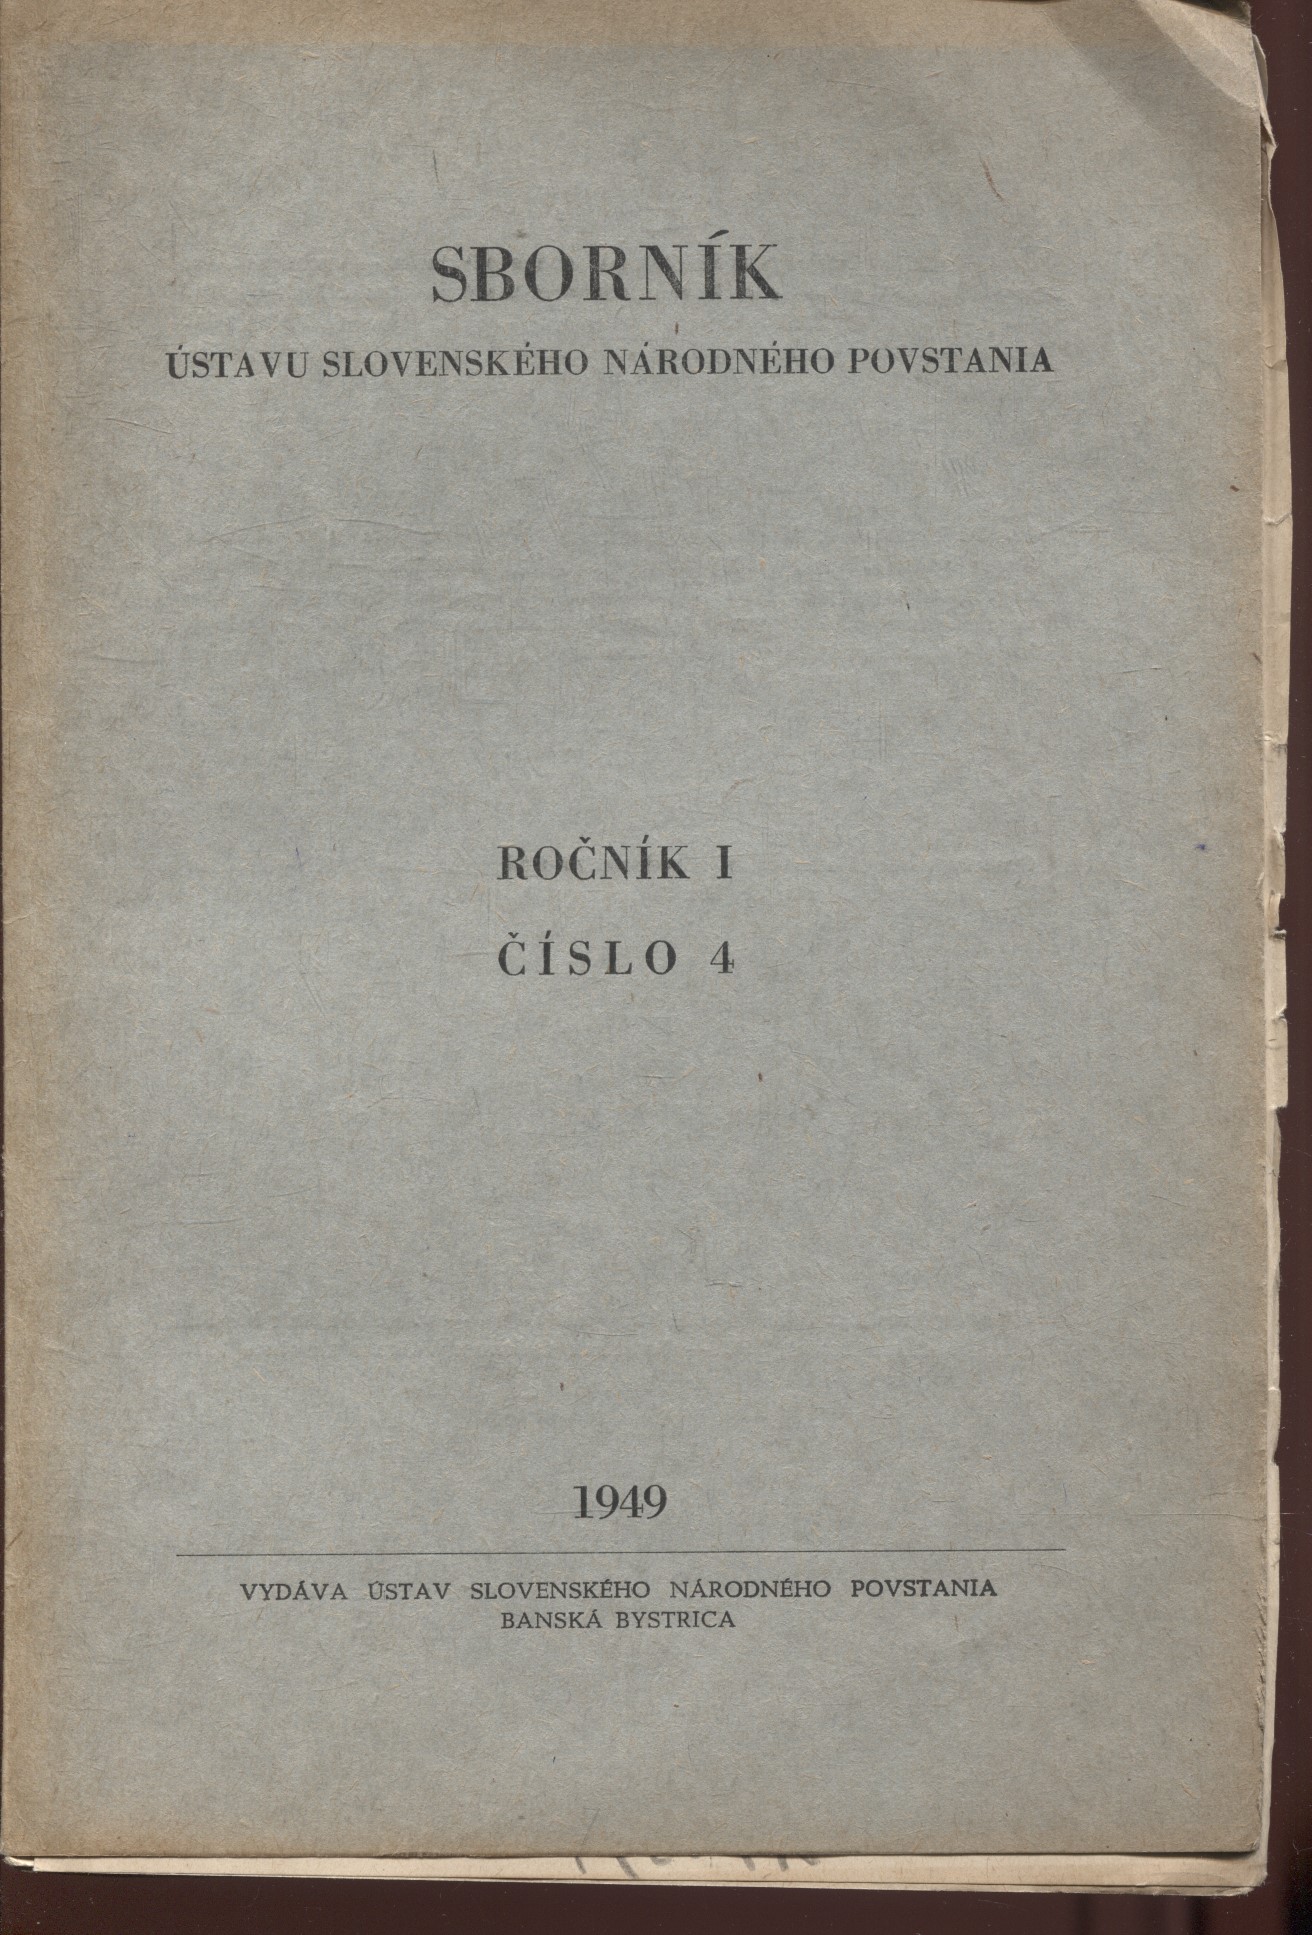 SBORNÍK
ÚSTAVU SLOVENSKÉHO NÁRODNÉHO POVSTANIA
ROČNÍK I
ČÍSLO 4
1949
VYDÁVA ÚSTAV SLOVENSKÉHO NÁRODNÉHO POVSTANIA
BANSKÁ BYSTRICA